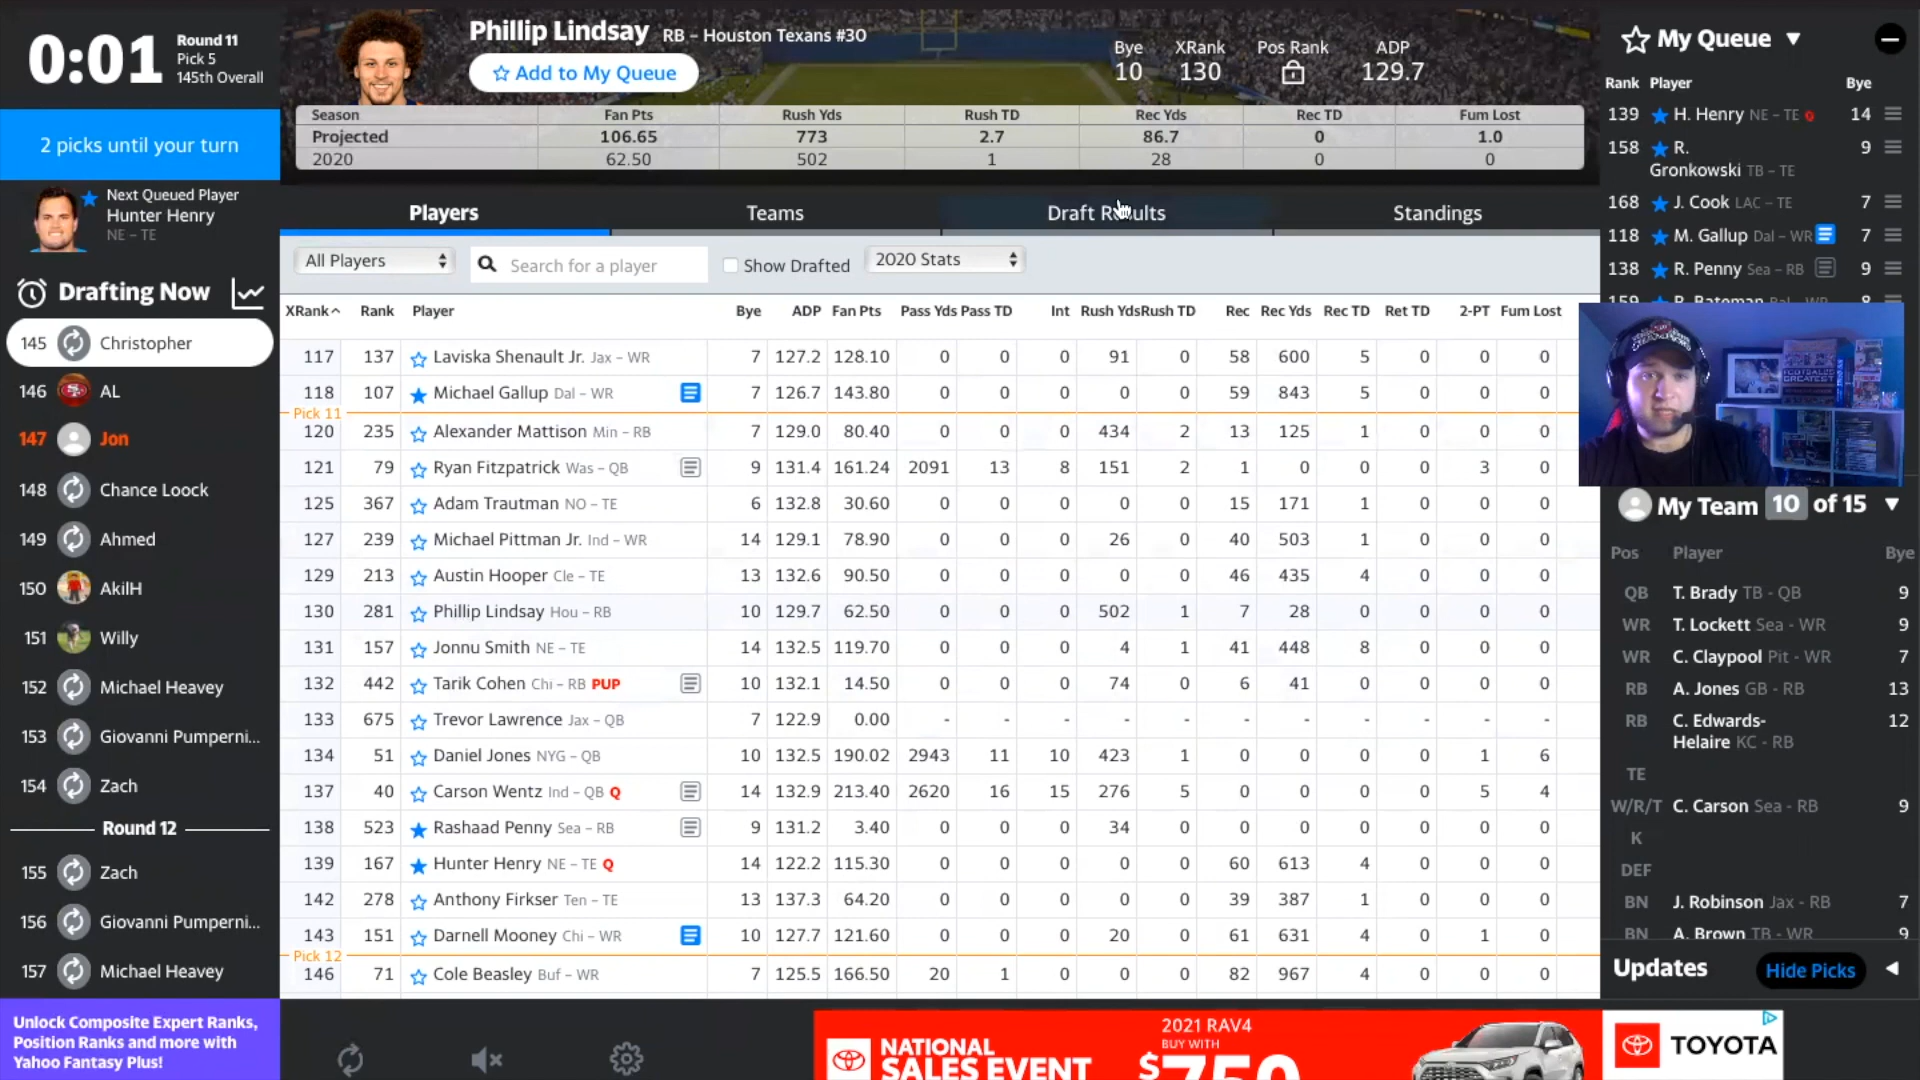 0:01
Round 11
Pick 5
145th Overall
2 picks until your turn
Next Queued Player
Hunter Henry
NE – TE
Drafting Now
145 Christopher
146 AL
147 Jon
148 Chance Loock
149 Ahmed
150 AkilH
151 Willy
152 Michael Heavey
153 Giovanni Pumperni...
154 Zach
Round 12
155 Zach
156 Giovanni Pumperni...
157 Michael Heavey
Unlock Composite Expert Ranks,
Position Ranks and more with
Yahoo Fantasy Plus!
Phillip Lindsay RB – Houston Texans #30
Add to My Queue
Bye XRank Pos Rank ADP
10 130 129.7
Season Fan Pts Rush Yds Rush TD Rec Yds Rec TD Fum Lost
Projected 106.65 773 2.7 86.7 0 1.0
2020 62.50 502 1 28 0 0
Players Teams Draft Results Standings
All Players Search for a player Show Drafted 2020 Stats
XRank^ Rank Player Bye ADP Fan Pts Pass Yds Pass TD Int Rush Yds Rush TD Rec Rec Yds Rec TD Ret TD 2-PT Fum Lost
117 137 Laviska Shenault Jr. Jax – WR 7 127.2 128.10 0 0 0 91 0 58 600 5 0 0 0
118 107 Michael Gallup Dal – WR 7 126.7 143.80 0 0 0 0 0 59 843 5 0 0 0
Pick 11
120 235 Alexander Mattison Min – RB 7 129.0 80.40 0 0 0 434 2 13 125 1 0 0 0
121 79 Ryan Fitzpatrick Was – QB 9 131.4 161.24 2091 13 8 151 2 1 0 0 0 3 0
125 367 Adam Trautman NO – TE 6 132.8 30.60 0 0 0 0 0 15 171 1 0 0 0
127 239 Michael Pittman Jr. Ind – WR 14 129.1 78.90 0 0 0 26 0 40 503 1 0 0 0
129 213 Austin Hooper Cle – TE 13 132.6 90.50 0 0 0 0 0 46 435 4 0 0 0
130 281 Phillip Lindsay Hou – RB 10 129.7 62.50 0 0 0 502 1 7 28 0 0 0 0
131 157 Jonnu Smith NE – TE 14 132.5 119.70 0 0 0 4 1 41 448 8 0 0 0
132 442 Tarik Cohen Chi – RB PUP 10 132.1 14.50 0 0 0 74 0 6 41 0 0 0 0
133 675 Trevor Lawrence Jax – QB 7 122.9 0.00 - - - - - - - - - - -
134 51 Daniel Jones NYG – QB 10 132.5 190.02 2943 11 10 423 1 0 0 0 0 1 6
137 40 Carson Wentz Ind – QB Q 14 132.9 213.40 2620 16 15 276 5 0 0 0 0 5 4
138 523 Rashaad Penny Sea – RB 9 131.2 3.40 0 0 0 34 0 0 0 0 0 0 0
139 167 Hunter Henry NE – TE Q 14 122.2 115.30 0 0 0 0 0 60 613 4 0 0 0
142 278 Anthony Firkser Ten – TE 13 137.3 64.20 0 0 0 0 0 39 387 1 0 0 0
143 151 Darnell Mooney Chi – WR 10 127.7 121.60 0 0 0 20 0 61 631 4 0 1 0
Pick 12
146 71 Cole Beasley Buf – WR 7 125.5 166.50 20 1 0 0 0 82 967 4 0 0 0
My Queue
Rank Player Bye
139 H. Henry NE – TE Q 14
158 R. 9
Gronkowski TB – TE
168 J. Cook LAC – TE 7
118 M. Gallup Dal – WR 7
138 R. Penny Sea – RB 9
159 R. Bateman Bal – WR 8
My Team 10 of 15
Pos Player Bye
QB T. Brady TB - QB 9
WR T. Lockett Sea - WR 9
WR C. Claypool Pit - WR 7
RB A. Jones GB - RB 13
RB C. Edwards- 12
Helaire KC - RB
TE
W/R/T C. Carson Sea - RB 9
K
DEF
BN J. Robinson Jax - RB 7
BN A. Brown TB - WR 9
Updates Hide Picks
NATIONAL
SALES EVENT
2021 RAV4
BUY WITH
$750
TOYOTA